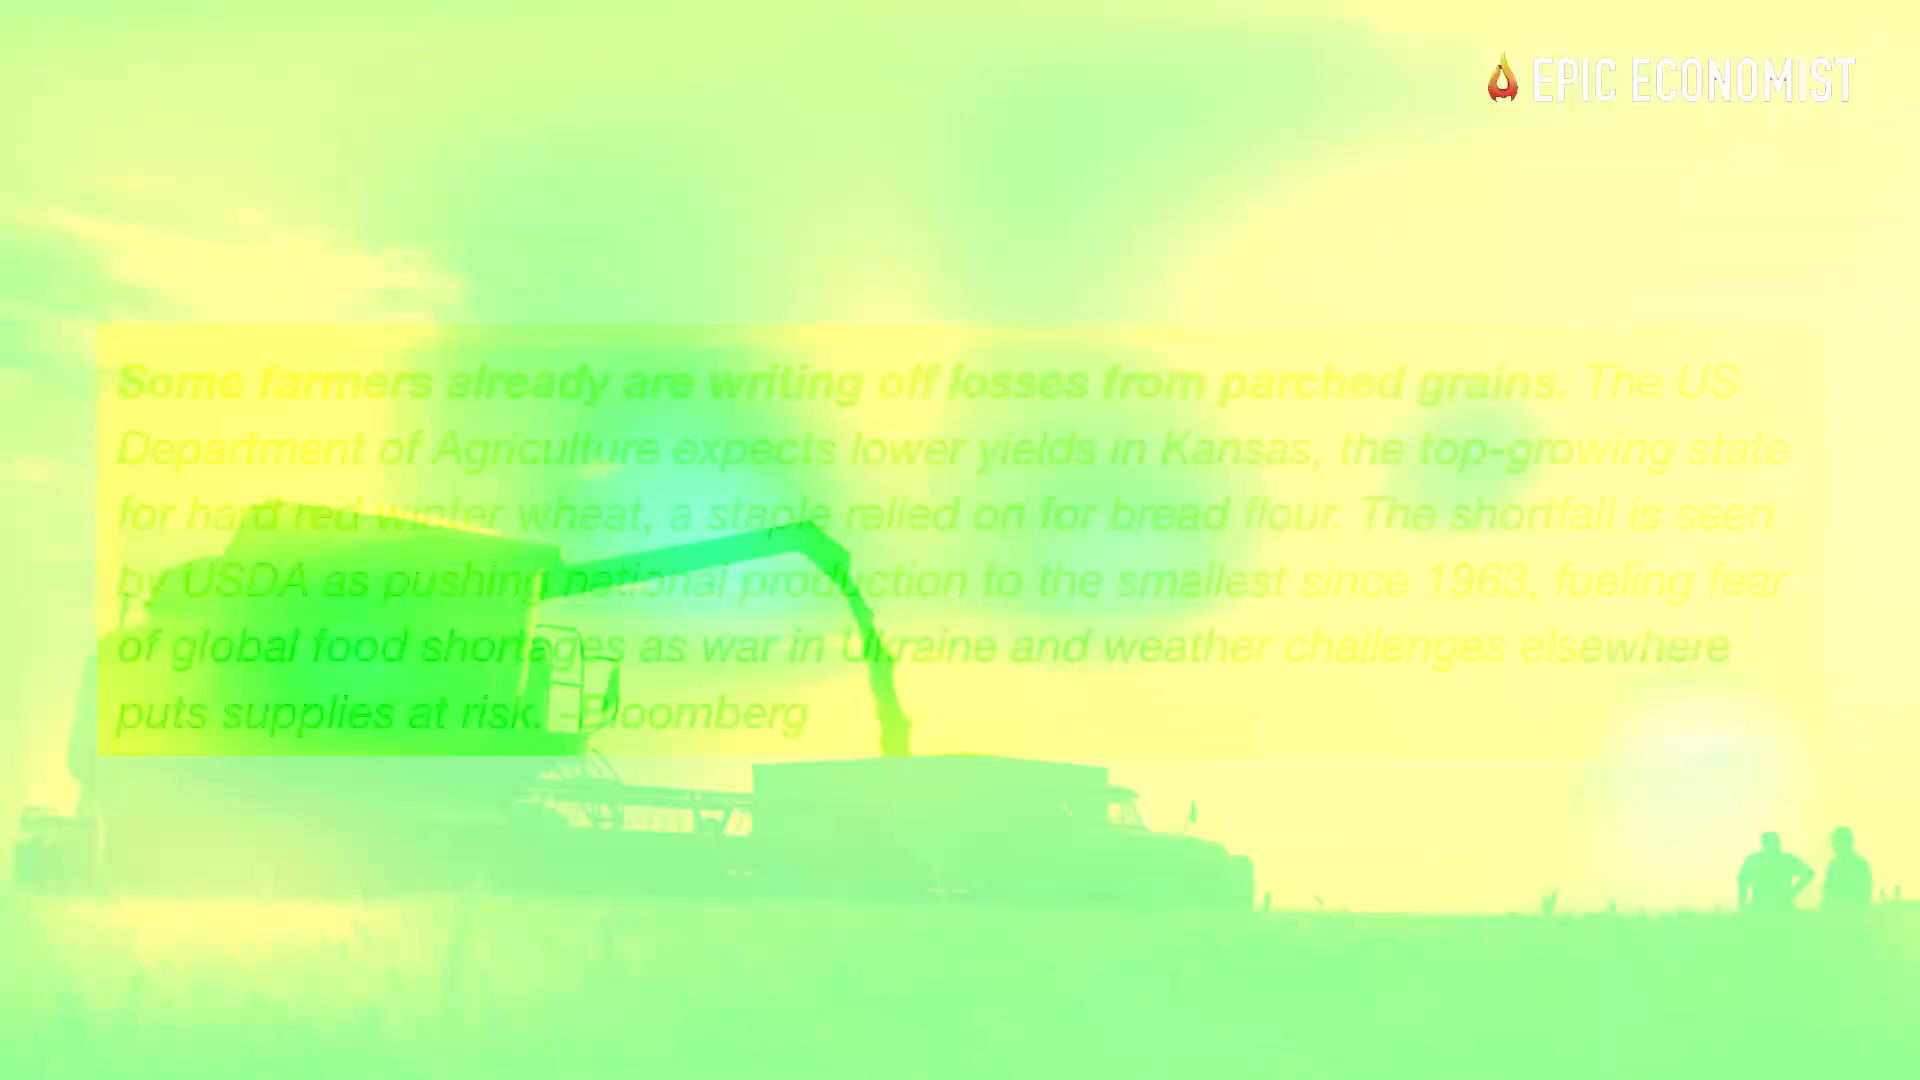 EPIC ECONOMIST
Some farmers already are writing off losses from parched grains. The US
Department of Agriculture expects lower yields in Kansas, the top-growing state
for hard red winter wheat, a staple relied on for bread flour. The shortfall is seen
by USDA as pushing national production to the smallest since 1963, fueling fear
of global food shortages as war in Ukraine and weather challenges elsewhere
puts supplies at risk. -Bloomberg